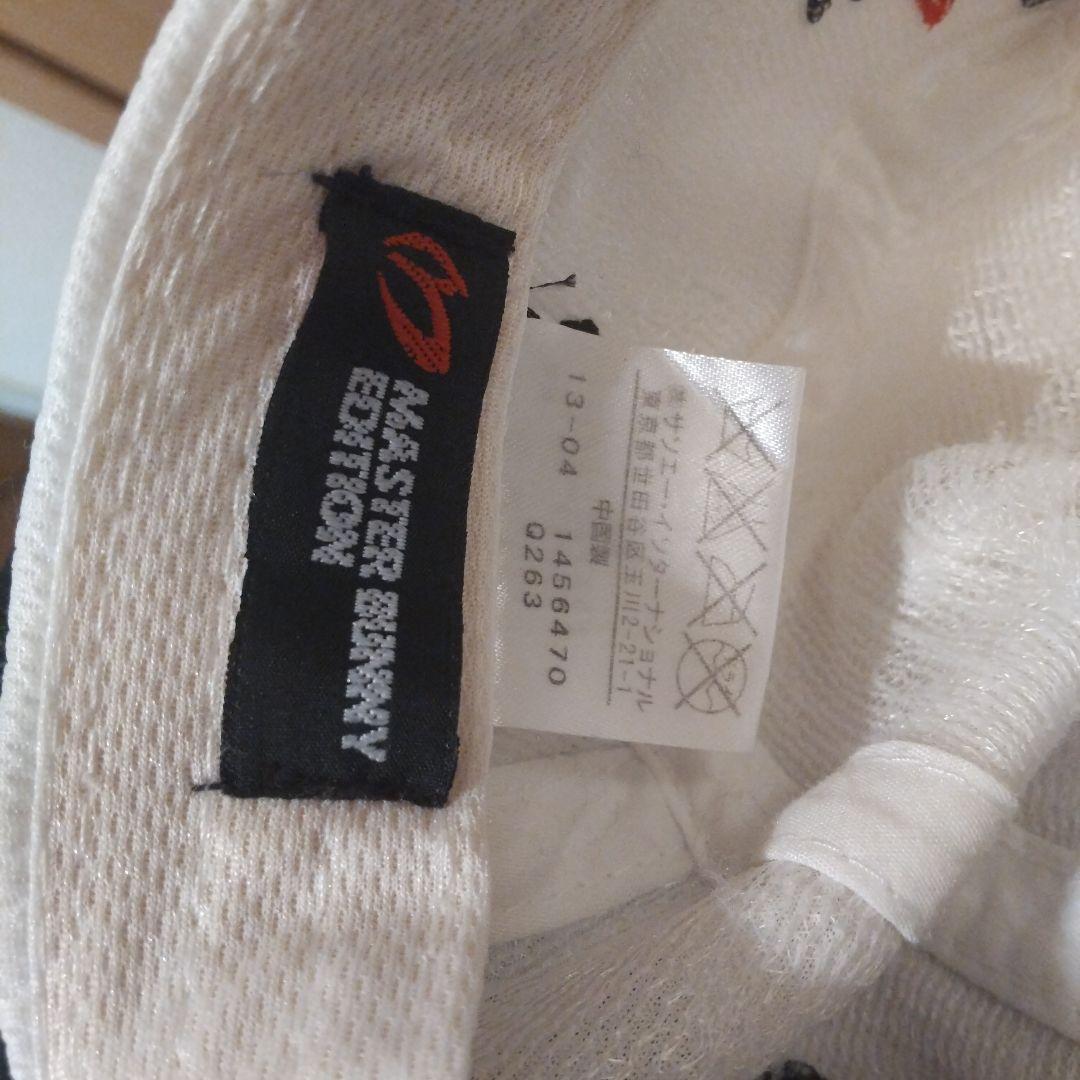 MASTER BUNNY
EDITION
㈱サンエー・インターナショナル
東京都世田谷区玉川2-21-1
中国製
13-04 1456470
Q263